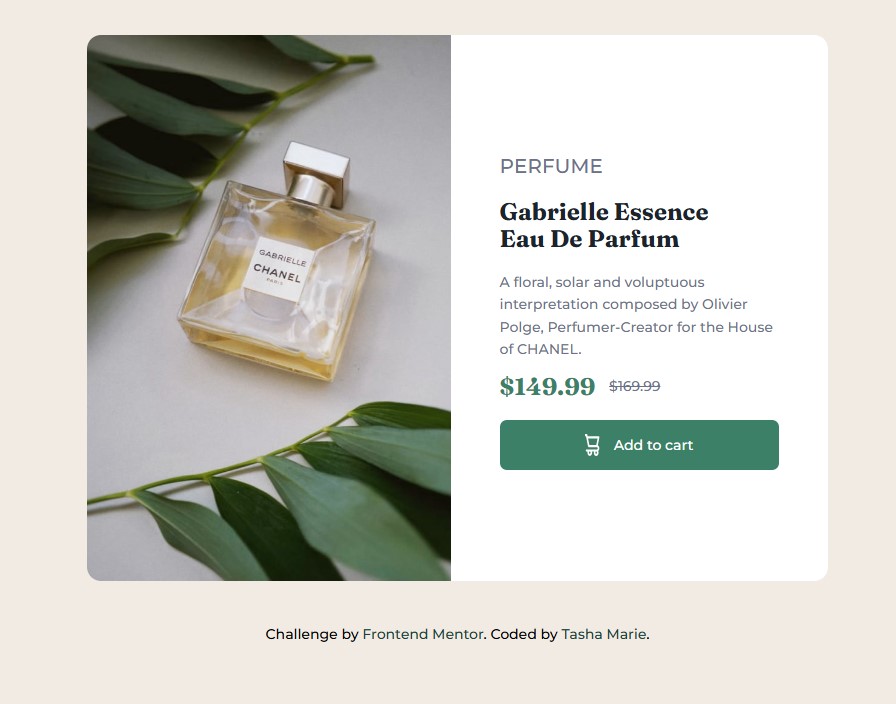 GABRIELLE
CHANEL
PARIS
PERFUME
Gabrielle Essence
Eau De Parfum
A floral, solar and voluptuous
interpretation composed by Olivier
Polge, Perfumer-Creator for the House
of CHANEL.
$149.99 $169.99
Add to cart
Challenge by Frontend Mentor. Coded by Tasha Marie.